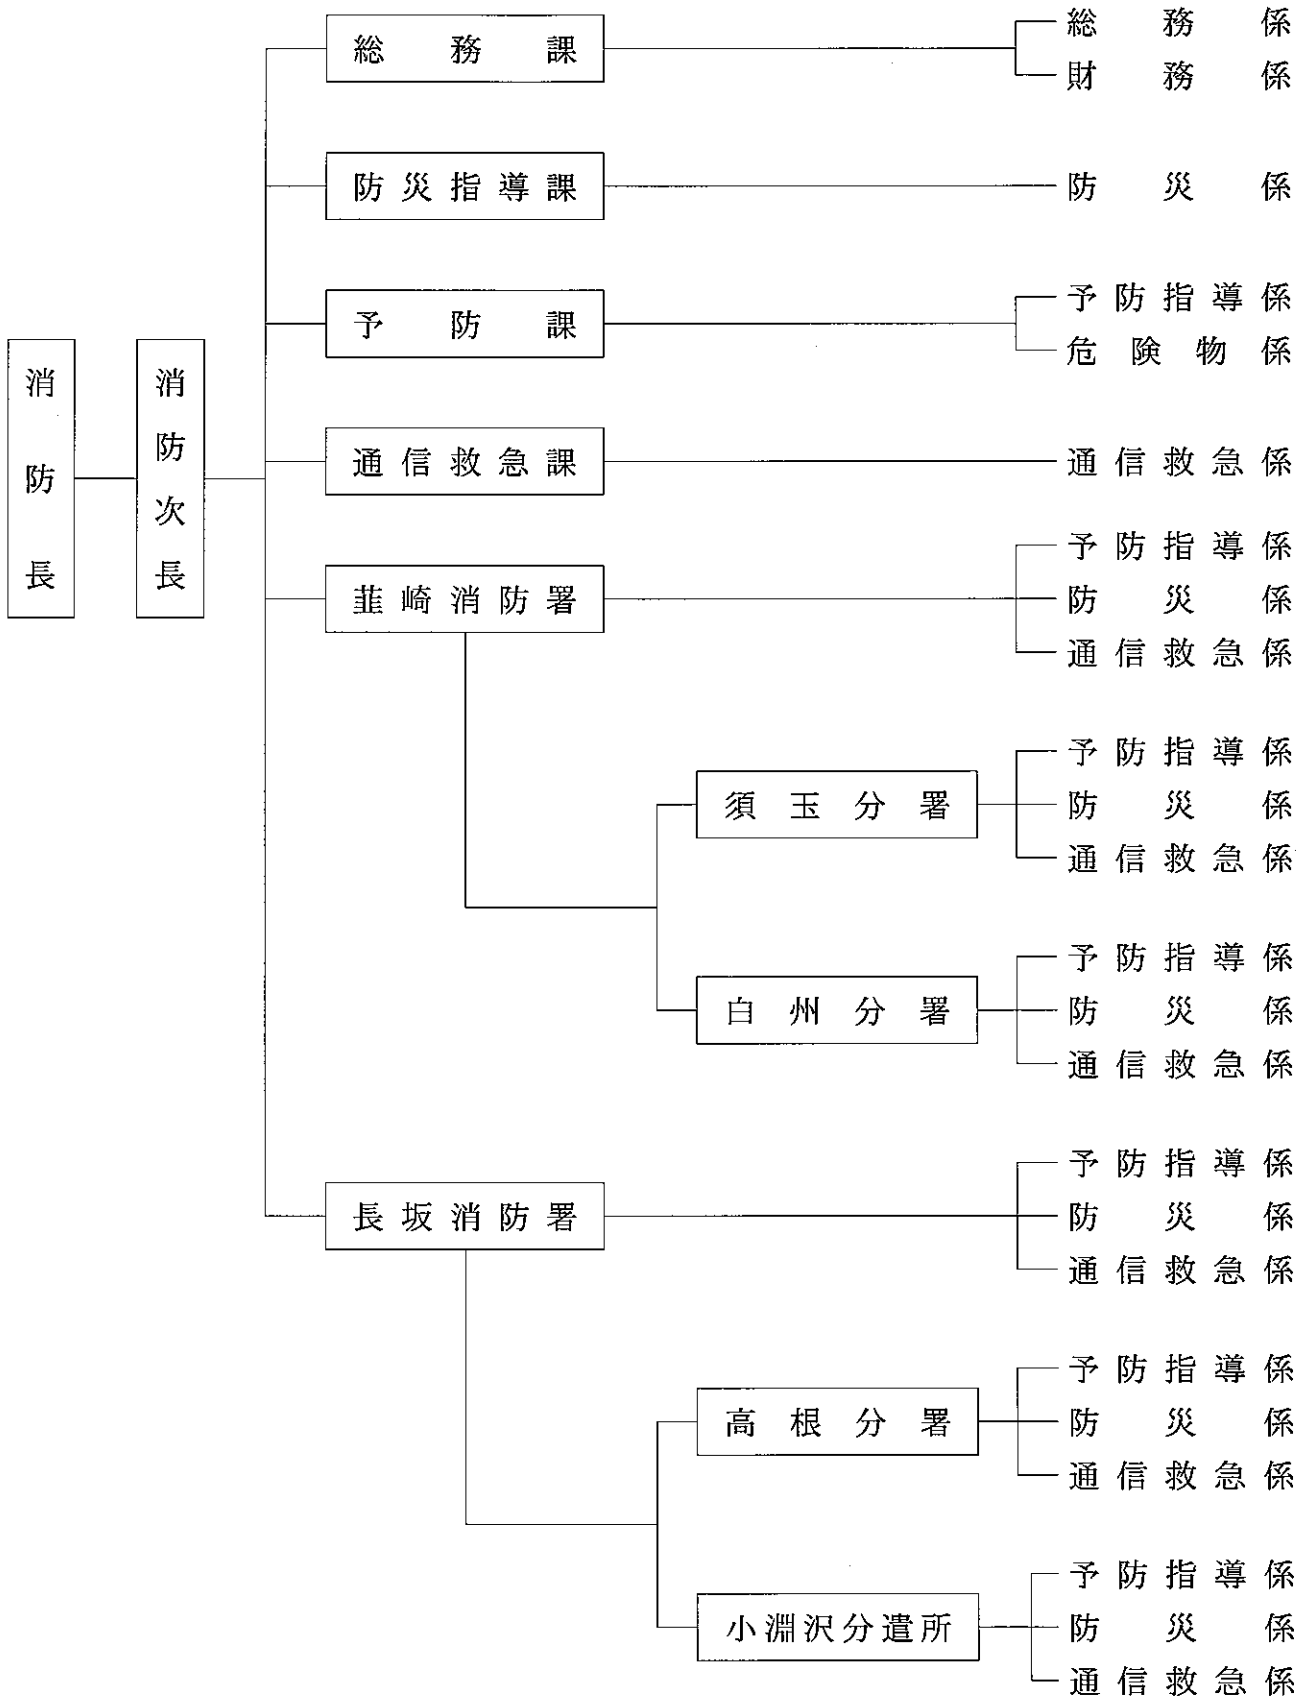 消防長
消防次長
総務課
総務係
財務係
防災指導課
防災係
予防課
予防指導係
危険物係
通信救急課
通信救急係
韮崎消防署
予防指導係
防災係
通信救急係
須玉分署
予防指導係
防災係
通信救急係
白州分署
予防指導係
防災係
通信救急係
長坂消防署
予防指導係
防災係
通信救急係
高根分署
予防指導係
防災係
通信救急係
小淵沢分遣所
予防指導係
防災係
通信救急係